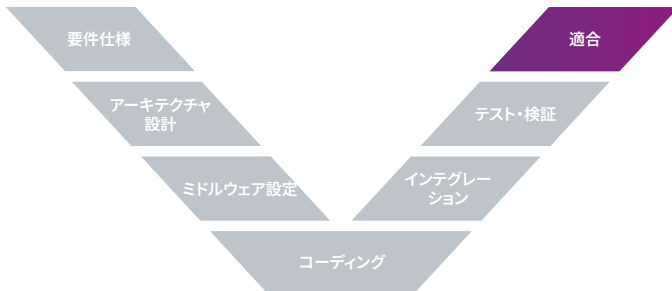 要件仕様
適合
アーキテクチャ
設計
テスト・検証
ミドルウェア設定
インテグレー
ション
コーディング